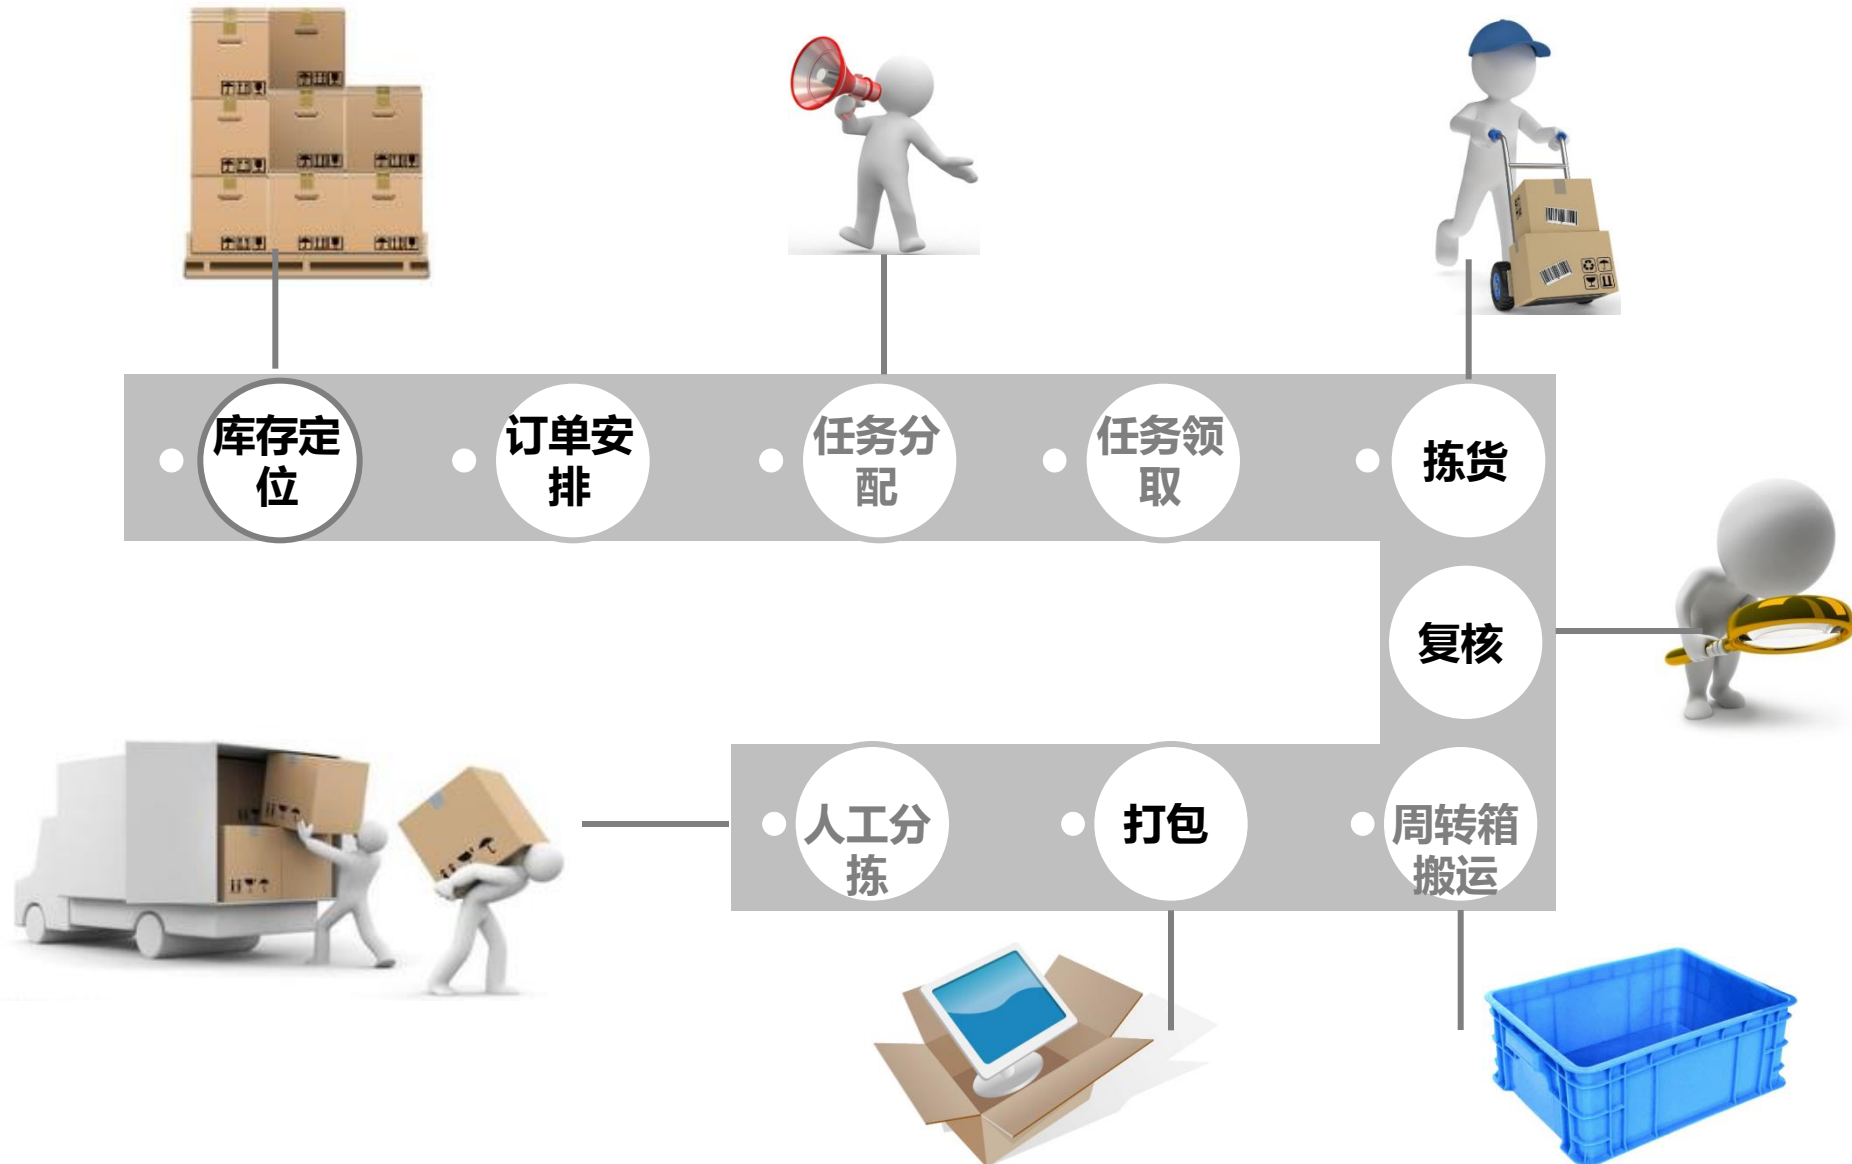 库存定
位
订单安
排
任务分
配
任务领
取
拣货
复核
周转箱
搬运
打包
人工分
拣